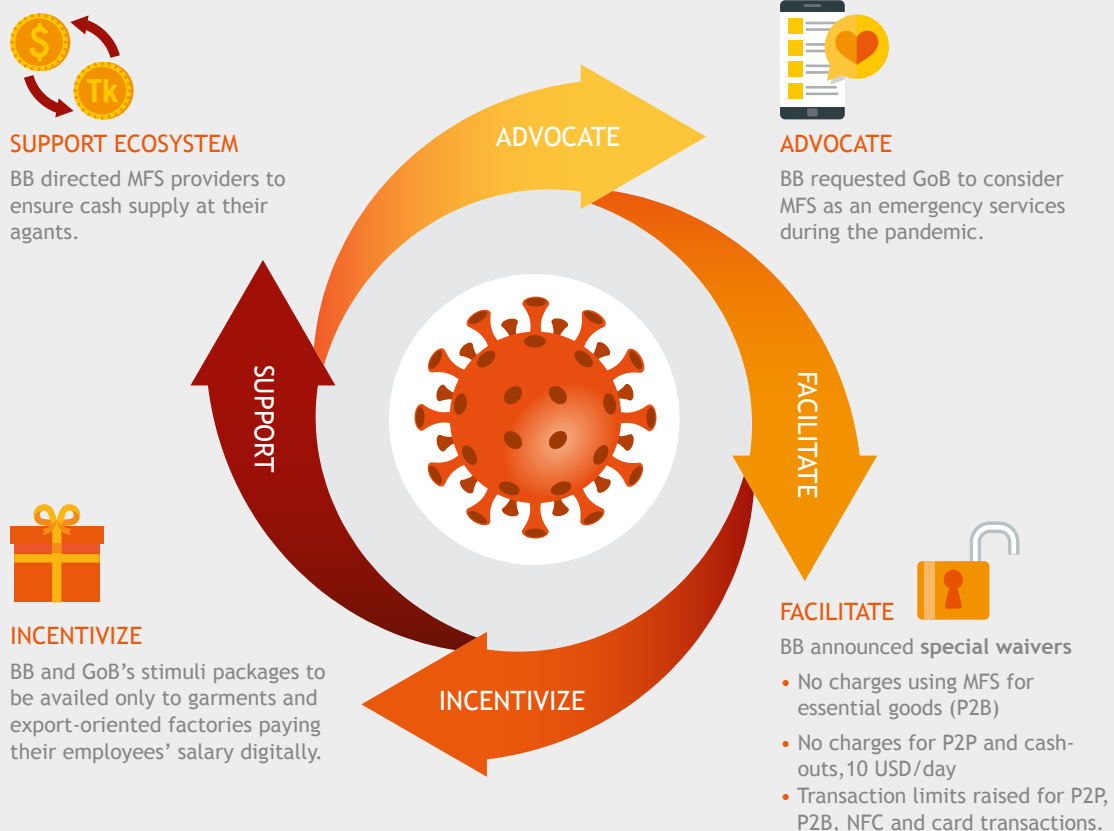 $
Tk
SUPPORT ECOSYSTEM
BB directed MFS providers to
ensure cash supply at their
agants.
ADVOCATE
ADVOCATE
BB requested GoB to consider
MFS as an emergency services
during the pandemic.
SUPPORT
FACILITATE
INCENTIVIZE
BB and GoB's stimuli packages to
be availed only to garments and
export-oriented factories paying
their employees' salary digitally.
INCENTIVIZE
FACILITATE
BB announced special waivers
• No charges using MFS for
essential goods (P2B)
• No charges for P2P and cash-
outs,10 USD/day
• Transaction limits raised for P2P,
P2B, NFC and card transactions.